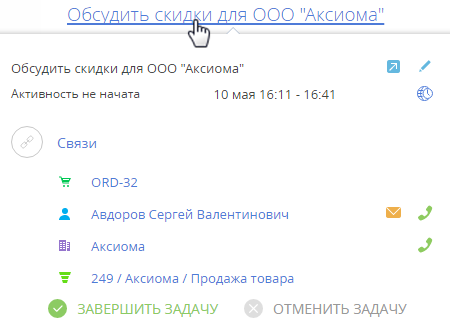 Обсудить скидки для ООО "Аксиома"
Обсудить скидки для ООО "Аксиома"
Активность не начата 10 мая 16:11 - 16:41
Связи
ORD-32
Авдоров Сергей Валентинович
Аксиома
249 / Аксиома / Продажа товара
ЗАВЕРШИТЬ ЗАДАЧУ ОТМЕНИТЬ ЗАДАЧУ